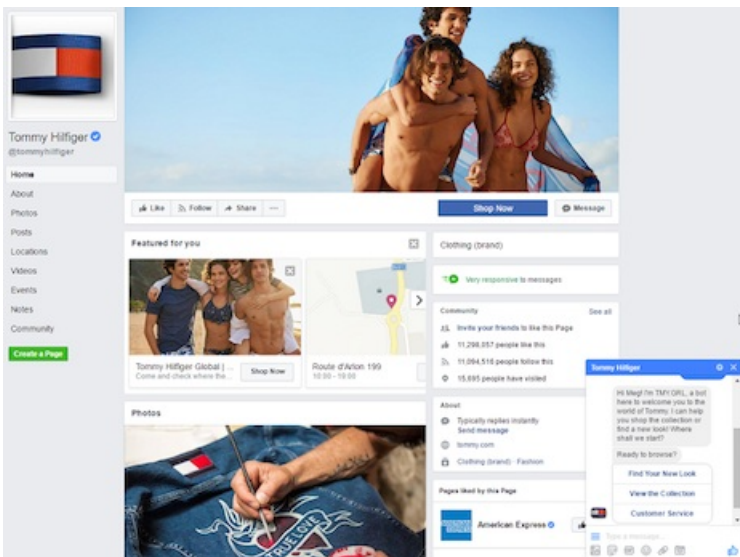 Tommy Hilfiger
@tommyhilfiger
Home
About
Photos
Posts
Locations
Videos
Events
Notes
Community
Create a Page
Like Follow Share
Shop Now
Message
Featured for you
Tommy Hilfiger Global | ...
Come and check where the...
Shop Now
Route d'Arlon 199
10:00 - 19:00
Photos
TRUE LOVE
Clothing (brand)
Very responsive to messages
Community
See all
Invite your friends to like this Page
11,298,057 people like this
11,094,516 people follow this
15,695 people have visited
About
Typically replies instantly
Send message
tommy.com
Clothing (brand) · Fashion
Pages liked by this Page
American Express
Tommy Hilfiger
Hi Meg! I'm TMY.GRL, a bot
here to welcome you to the
world of Tommy. I can help
you shop the collection or
find a new look! Where
shall we start?
Ready to browse?
Find Your New Look
View the Collection
Customer Service
Type a message...